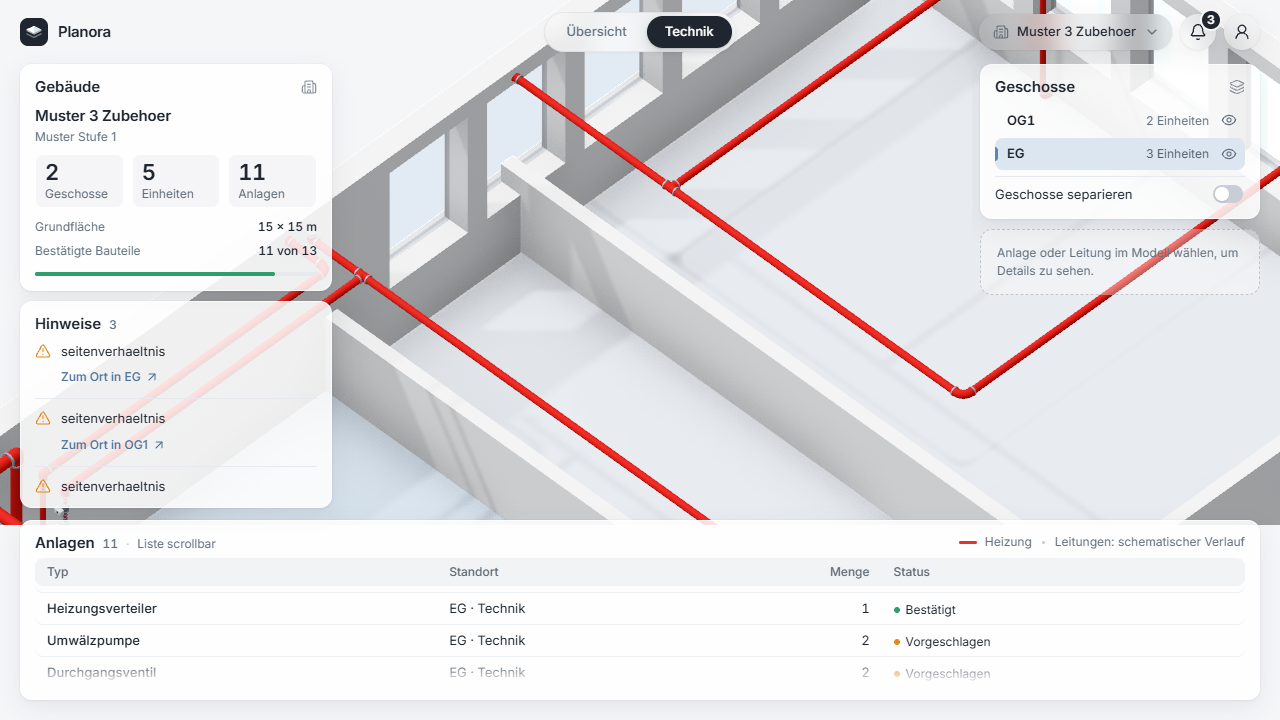 Planora
Übersicht
Technik
Muster 3 Zubehoer
3
Gebäude
Muster 3 Zubehoer
Muster Stufe 1
2 Geschosse
5 Einheiten
11 Anlagen
Grundfläche 15 × 15 m
Bestätigte Bauteile 11 von 13
Hinweise 3
seitenverhaeltnis
Zum Ort in EG
seitenverhaeltnis
Zum Ort in OG1
seitenverhaeltnis
Geschosse
OG1 2 Einheiten
EG 3 Einheiten
Geschosse separieren
Anlage oder Leitung im Modell wählen, um
Details zu sehen.
Anlagen 11 · Liste scrollbar
Heizung · Leitungen: schematischer Verlauf
Typ Standort Menge Status
Heizungsverteiler EG · Technik 1 Bestätigt
Umwälzpumpe EG · Technik 2 Vorgeschlagen
Durchgangsventil EG · Technik 2 Vorgeschlagen